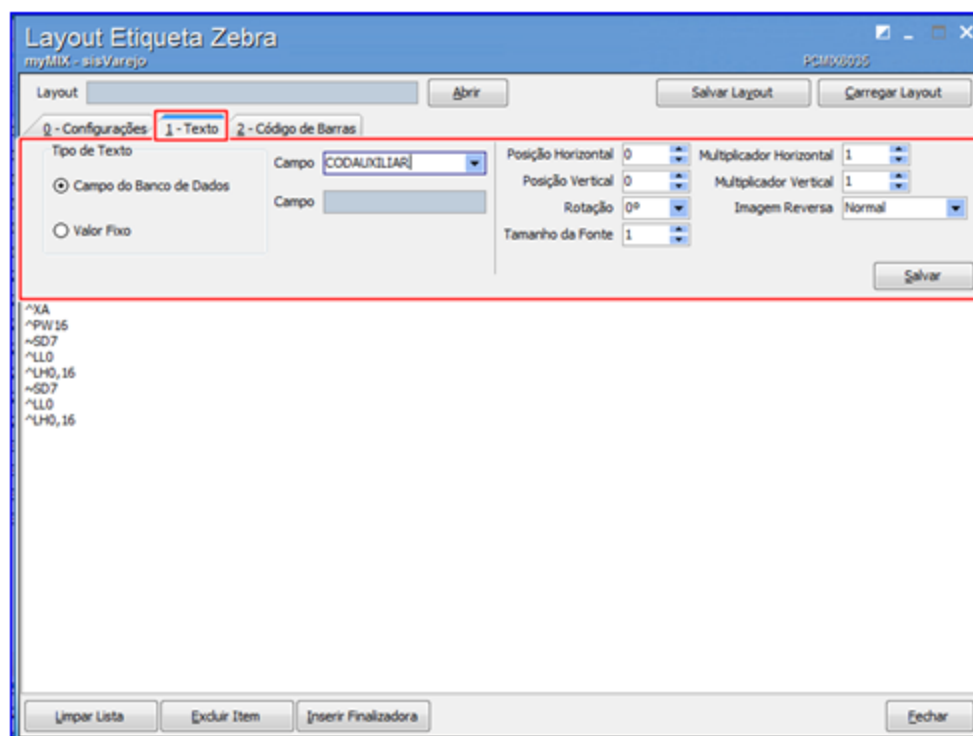 Layout Etiqueta Zebra
myMIX - sisVarejo
PCMIX6035
Layout
Abrir
Salvar Layout
Carregar Layout
0 - Configurações
1 - Texto
2 - Código de Barras
Tipo de Texto
Campo do Banco de Dados
Valor Fixo
Campo CODAUXILIAR
Campo
Posição Horizontal 0
Posição Vertical 0
Rotação 0º
Tamanho da Fonte 1
Multiplicador Horizontal 1
Multiplicador Vertical 1
Imagem Reversa Normal
Salvar
^XA
^PW16
~SD7
^LL0
^LH0,16
~SD7
^LL0
^LH0,16
Limpar Lista
Excluir Item
Inserir Finalizadora
Fechar